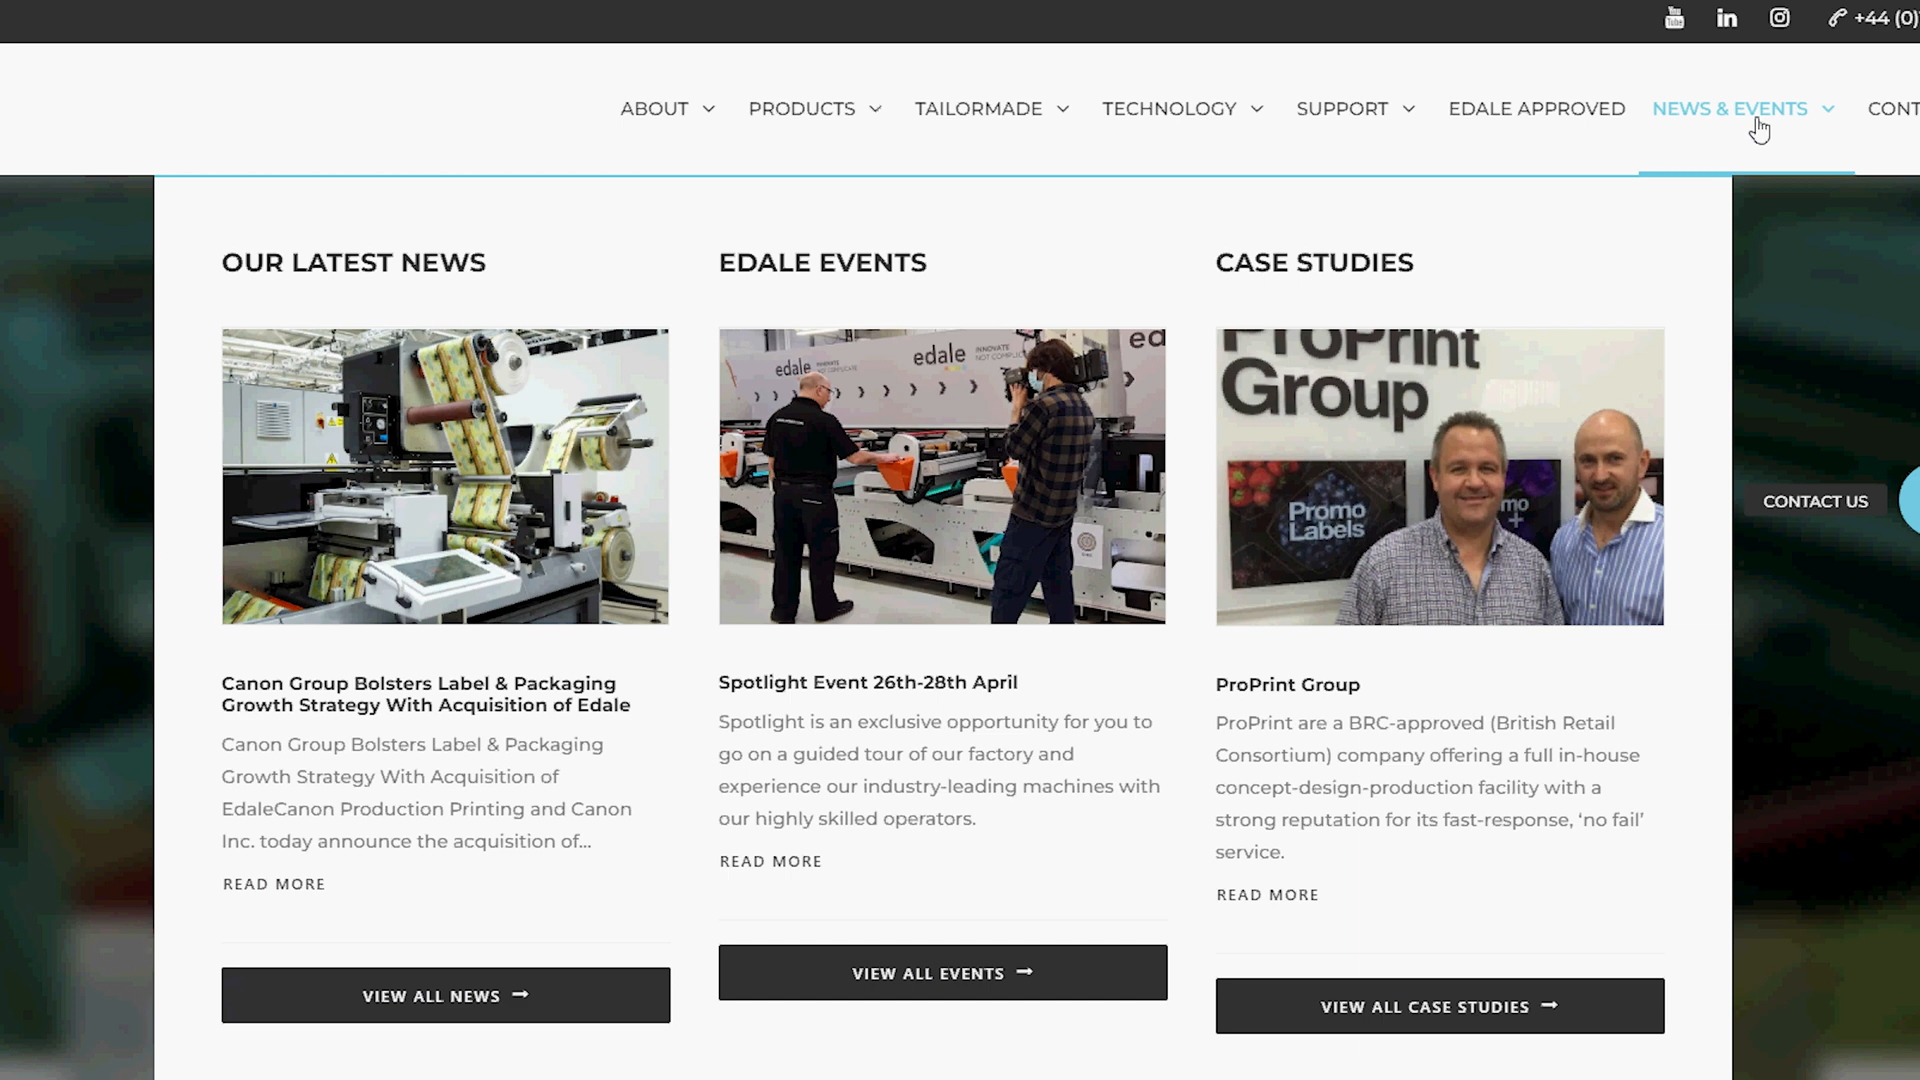 You Tube
+44 (0)
ABOUT PRODUCTS TAILORMADE TECHNOLOGY SUPPORT EDALE APPROVED NEWS & EVENTS CONT
OUR LATEST NEWS
EDALE EVENTS
CASE STUDIES
edale
edale INNOVATE
ed
ProPrint
Group
Promo
Labels
mo
+
CONTACT US
Canon Group Bolsters Label & Packaging
Growth Strategy With Acquisition of Edale
Canon Group Bolsters Label & Packaging
Growth Strategy With Acquisition of
EdaleCanon Production Printing and Canon
Inc. today announce the acquisition of...
READ MORE
VIEW ALL NEWS
Spotlight Event 26th-28th April
Spotlight is an exclusive opportunity for you to
go on a guided tour of our factory and
experience our industry-leading machines with
our highly skilled operators.
READ MORE
VIEW ALL EVENTS
ProPrint Group
ProPrint are a BRC-approved (British Retail
Consortium) company offering a full in-house
concept-design-production facility with a
strong reputation for its fast-response, ‘no fail’
service.
READ MORE
VIEW ALL CASE STUDIES